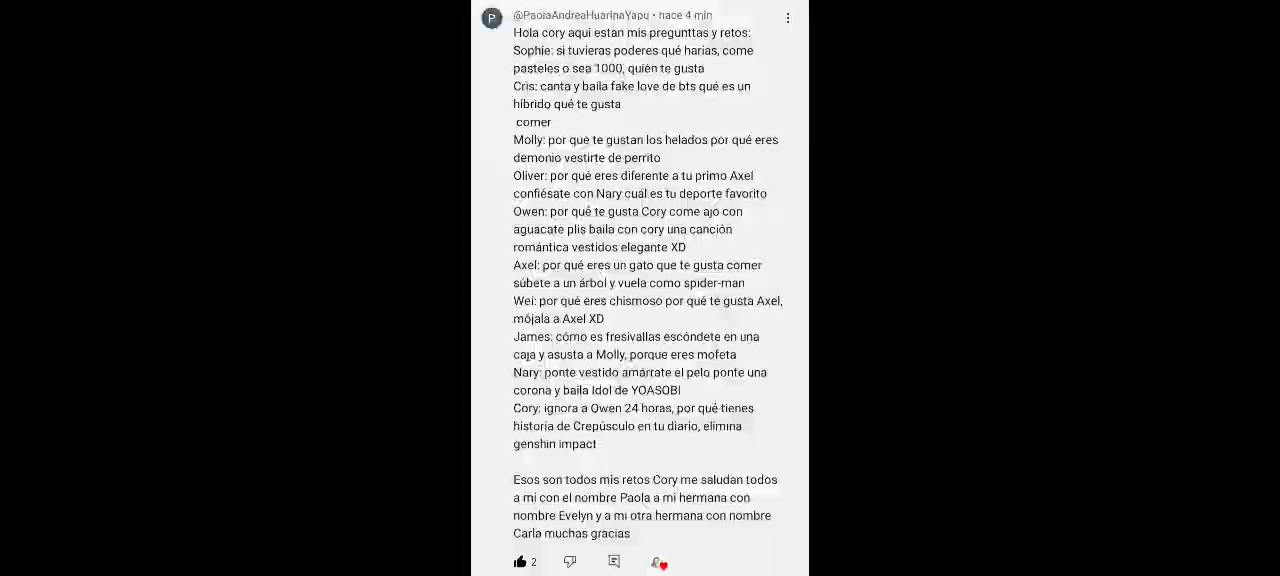 P
@PaolaAndreaHuarinaYapu • hace 4 min
Hola cory aqui estan mis pregunttas y retos:
Sophie: si tuvieras poderes qué harias, come
pasteles o sea 1000, quién te gusta
Cris: canta y baila fake love de bts qué es un
híbrido qué te gusta
comer
Molly: por que te gustan los helados por qué eres
demonio vestirte de perrito
Oliver: por qué eres diferente a tu primo Axel
confiésate con Nary cuál es tu deporte favorito
Owen: por qué te gusta Cory come ajo con
aguacate plis baila con cory una canción
romántica vestidos elegante XD
Axel: por qué eres un gato que te gusta comer
súbete a un árbol y vuela como spider-man
Wei: por qué eres chismoso por qué te gusta Axel,
mójala a Axel XD
James: cómo es fresivallas escóndete en una
caja y asusta a Molly, porque eres mofeta
Nary: ponte vestido amárrate el pelo ponte una
corona y baila Idol de YOASOBI
Cory: ignora a Owen 24 horas, por qué tienes
historia de Crepúsculo en tu diario, elimina
genshin impact
Esos son todos mis retos Cory me saludan todos
a mi con el nombre Paola a mi hermana con
nombre Evelyn y a mi otra hermana con nombre
Carla muchas gracias
2